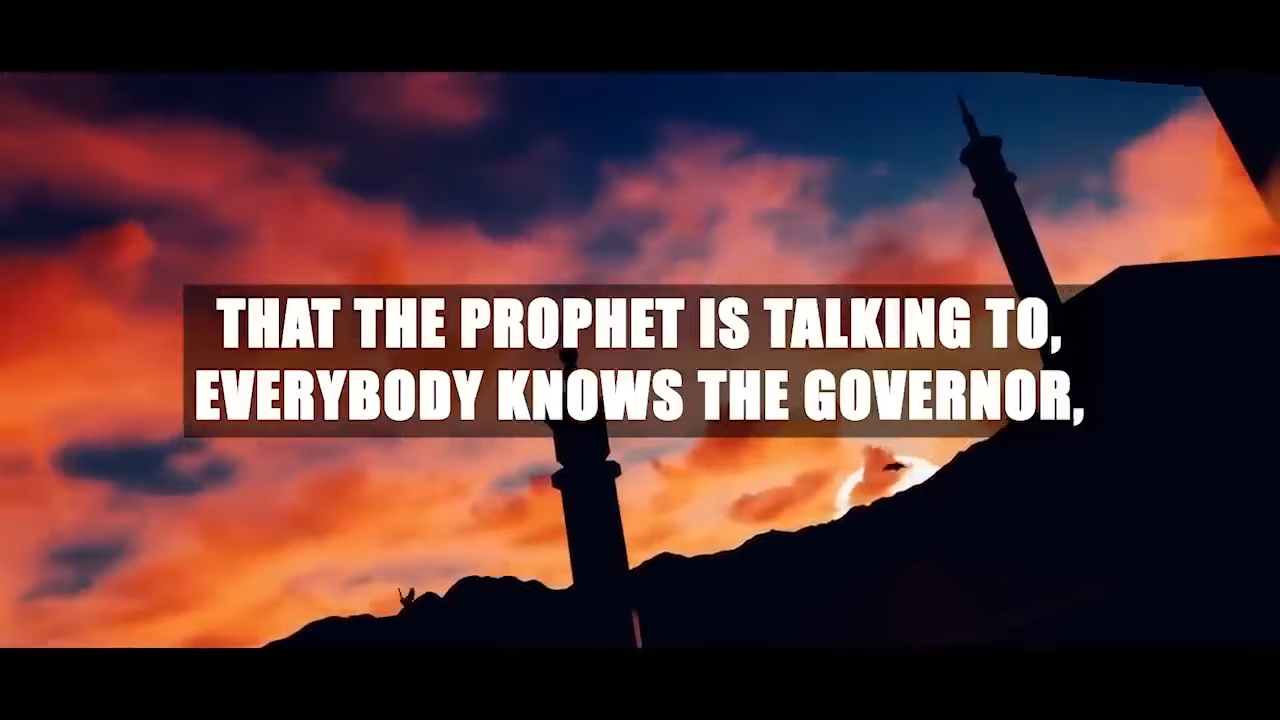 THAT THE PROPHET IS TALKING TO,
EVERYBODY KNOWS THE GOVERNOR,